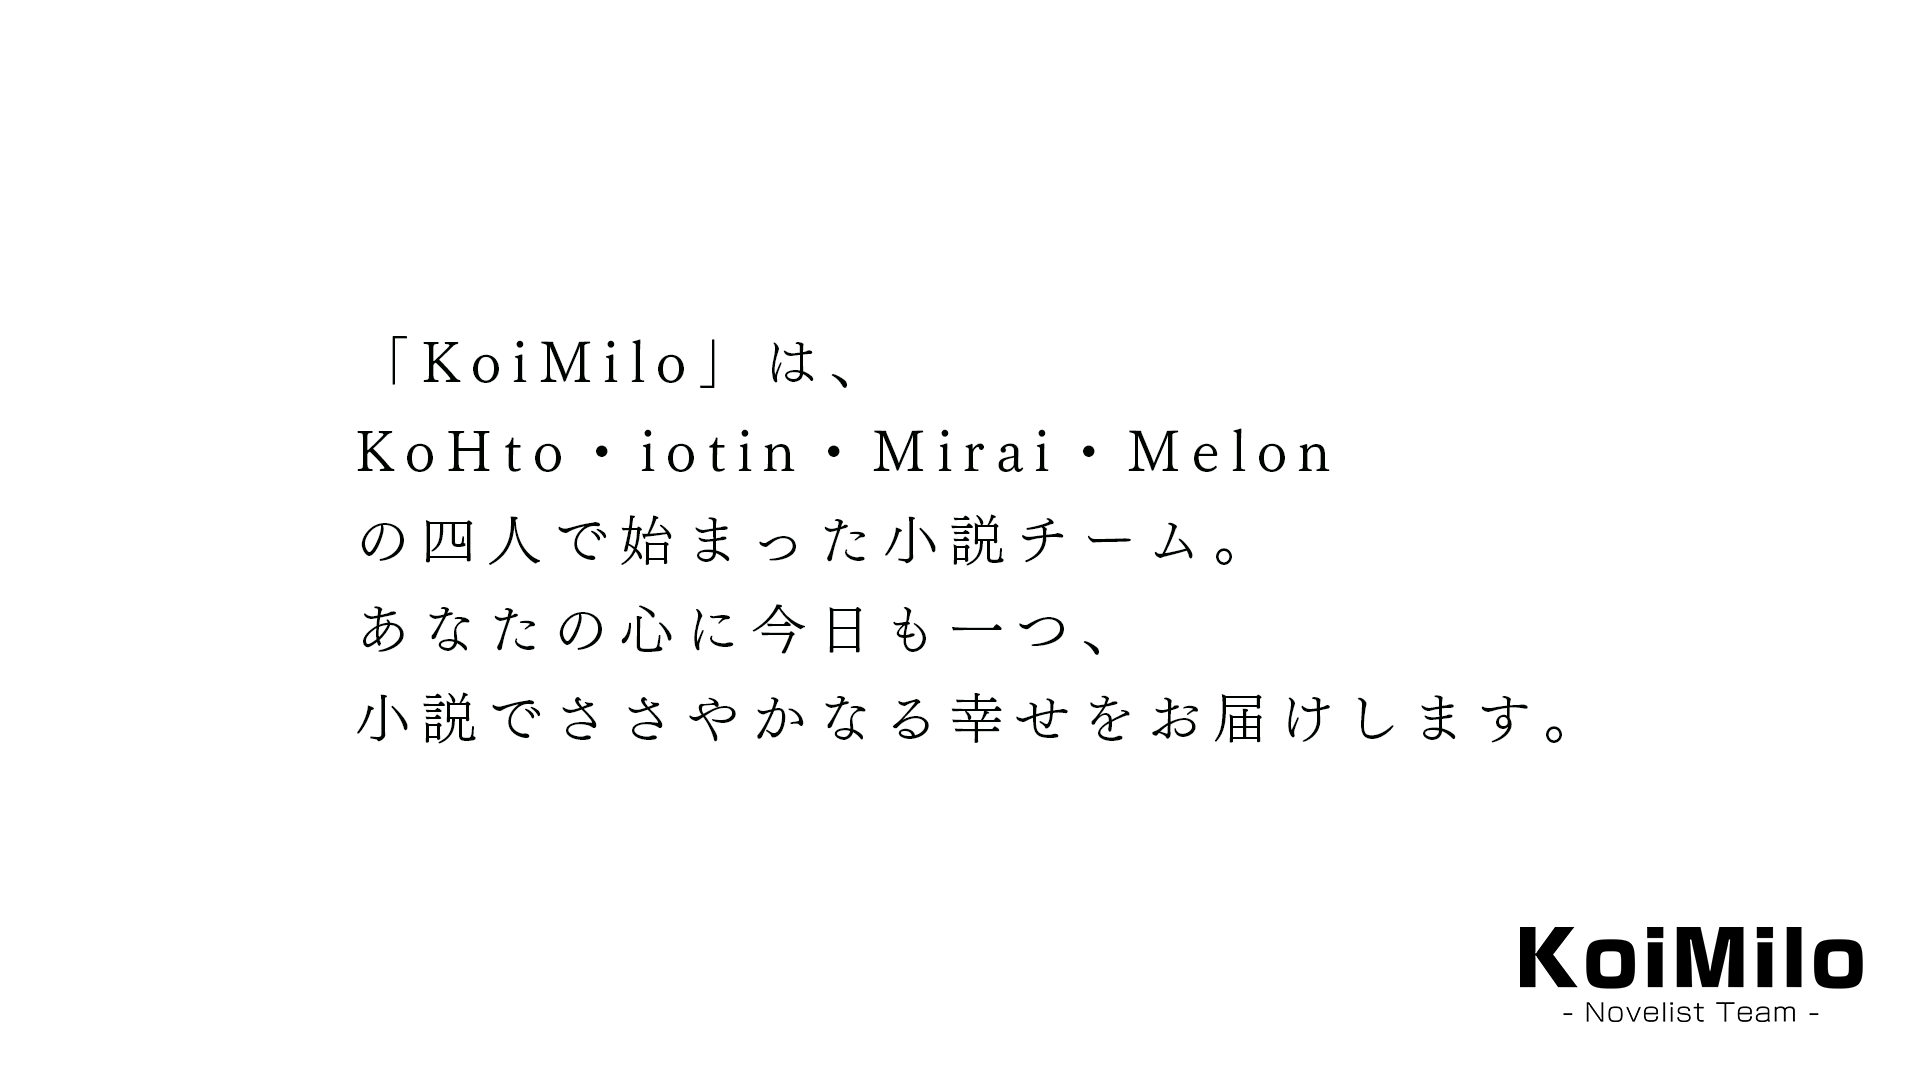 「KoiMilo」は、
KoHto・iotin・Mirai・Melon
の四人で始まった小説チーム。
あなたの心に今日も一つ、
小説でささやかなる幸せをお届けします。
KoiMilo
- Novelist Team -